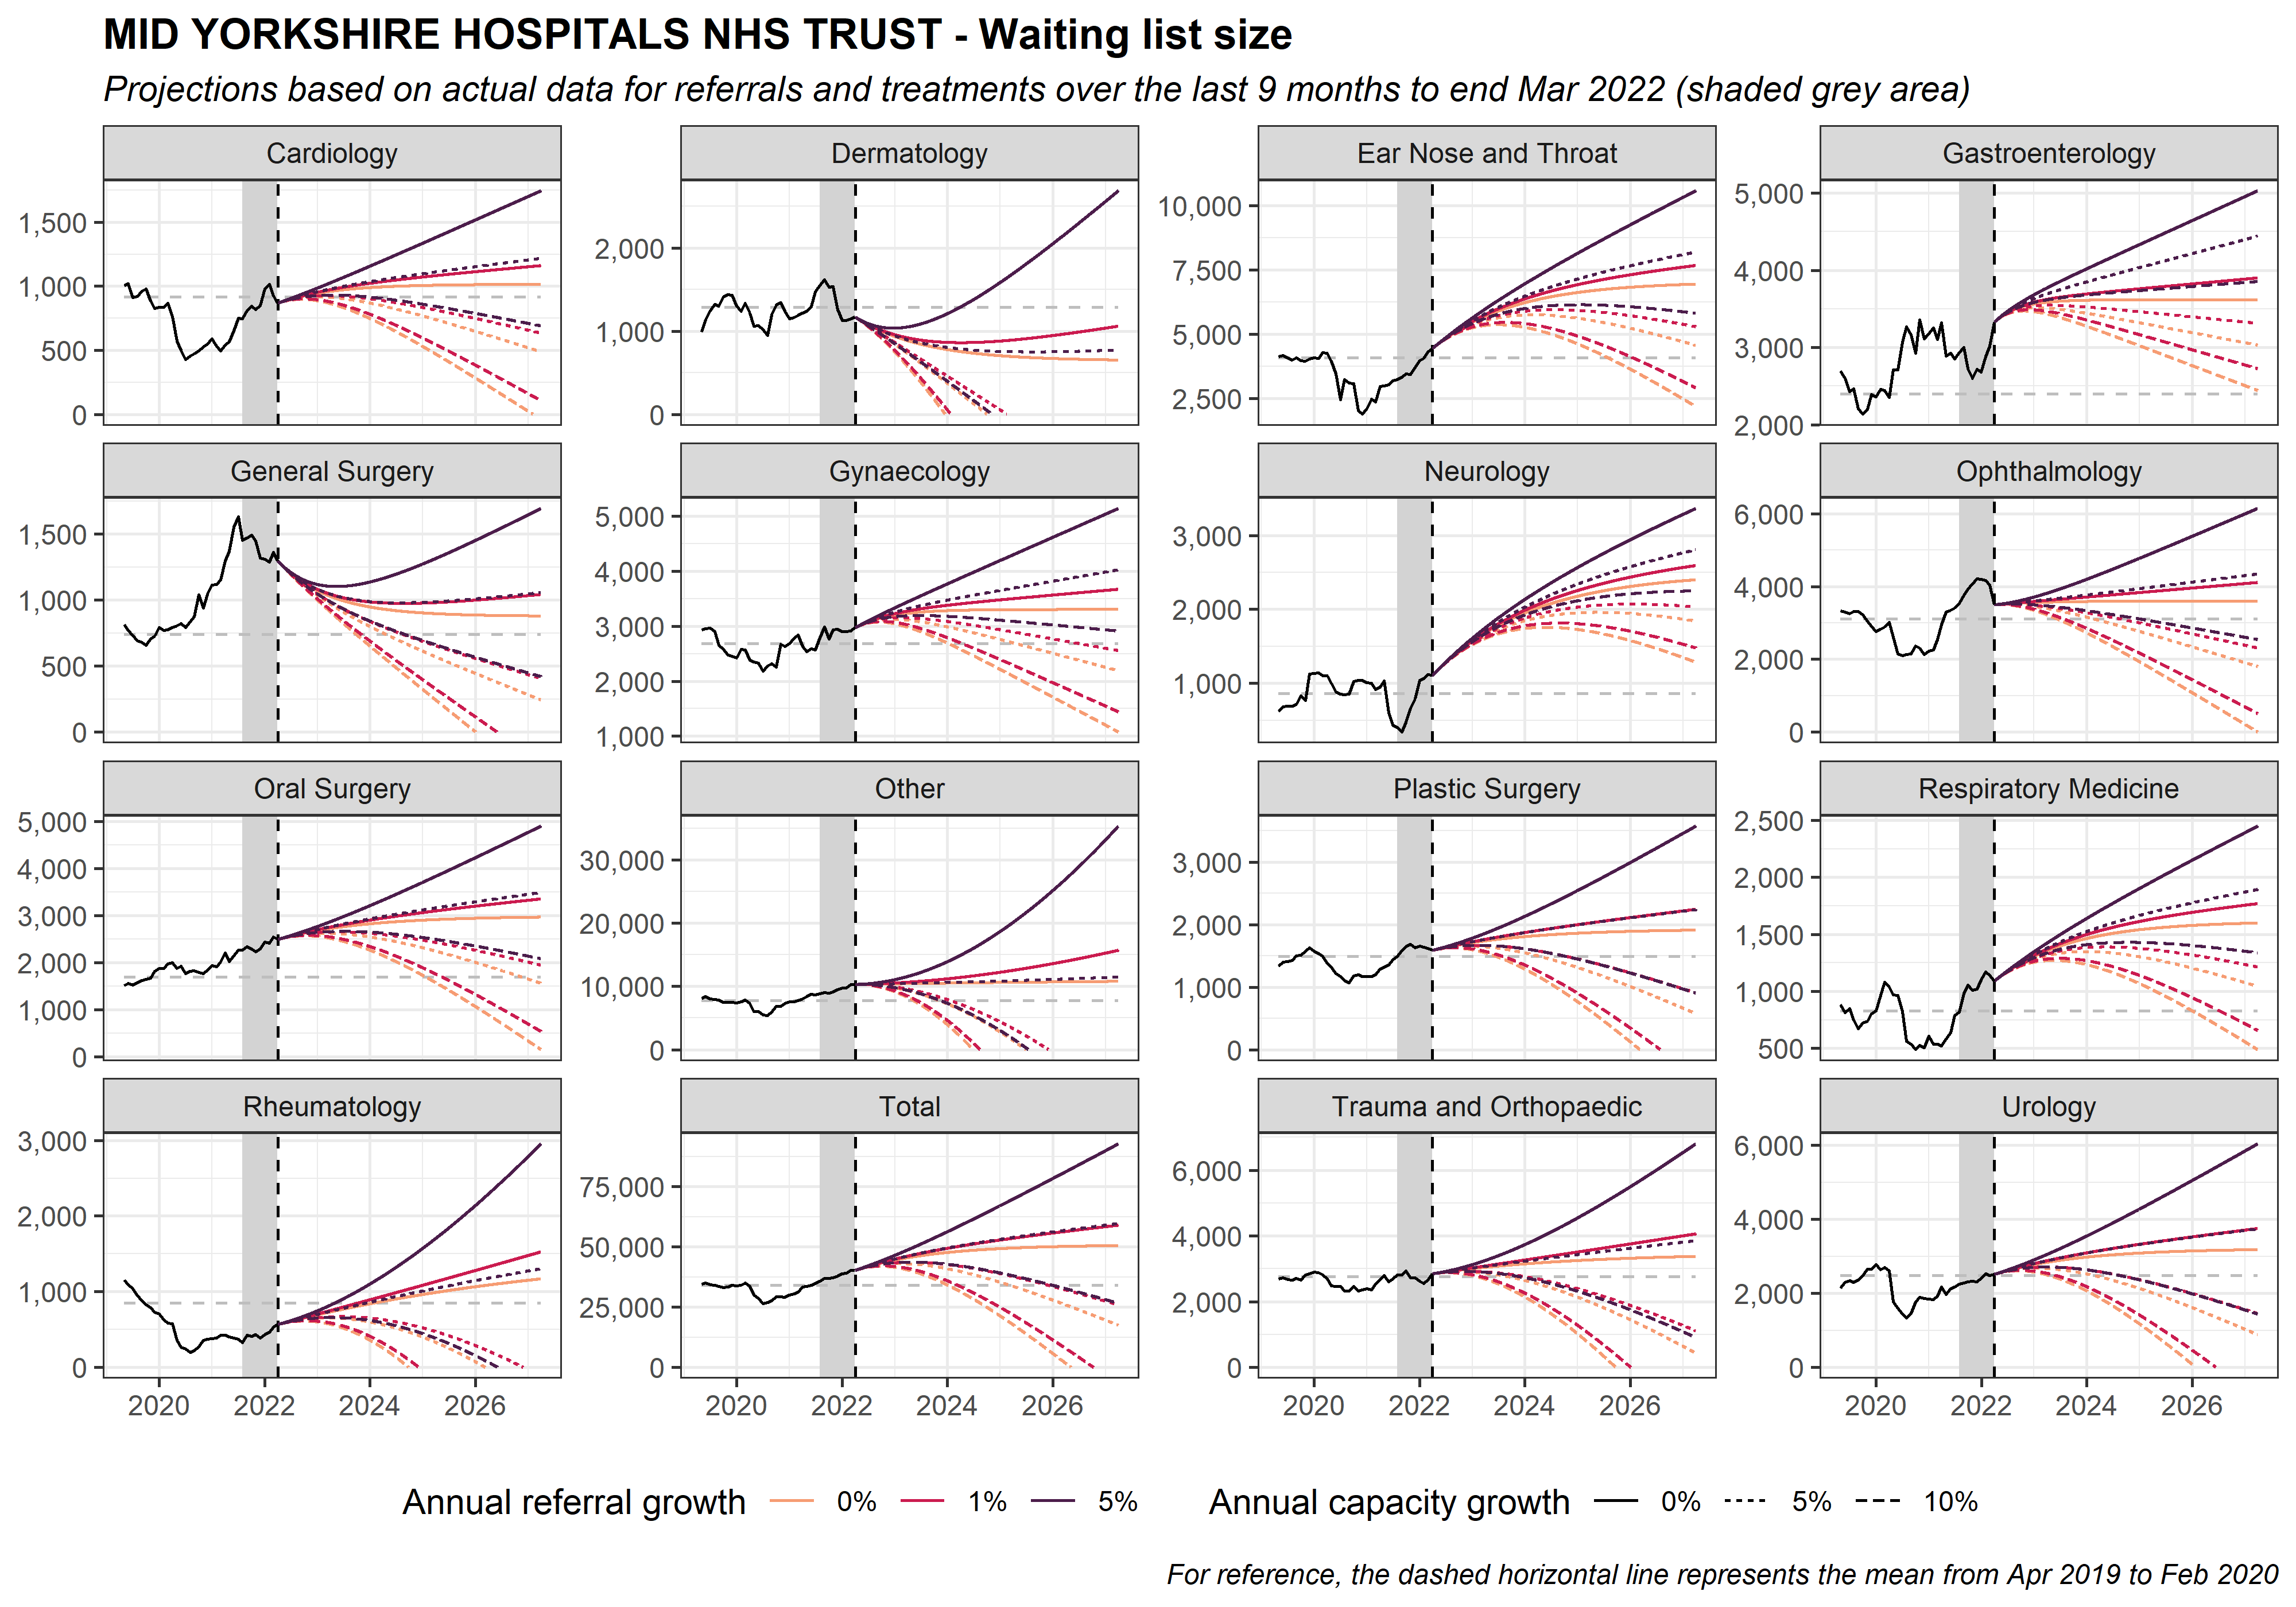 MID YORKSHIRE HOSPITALS NHS TRUST - Waiting list size
Projections based on actual data for referrals and treatments over the last 9 months to end Mar 2022 (shaded grey area)
Cardiology
1,500
1,000
500
0
Dermatology
2,000
1,000
0
Ear Nose and Throat
10,000
7,500
5,000
2,500
Gastroenterology
5,000
4,000
3,000
2,000
General Surgery
1,500
1,000
500
0
Gynaecology
5,000
4,000
3,000
2,000
1,000
Neurology
3,000
2,000
1,000
Ophthalmology
6,000
4,000
2,000
0
Oral Surgery
5,000
4,000
3,000
2,000
1,000
0
Other
30,000
20,000
10,000
0
Plastic Surgery
3,000
2,000
1,000
0
Respiratory Medicine
2,500
2,000
1,500
1,000
500
Rheumatology
3,000
2,000
1,000
0
2020 2022 2024 2026
Total
75,000
50,000
25,000
0
2020 2022 2024 2026
Trauma and Orthopaedic
6,000
4,000
2,000
0
2020 2022 2024 2026
Urology
6,000
4,000
2,000
0
2020 2022 2024 2026
Annual referral growth 0% 1% 5% Annual capacity growth 0% 5% 10%
For reference, the dashed horizontal line represents the mean from Apr 2019 to Feb 2020